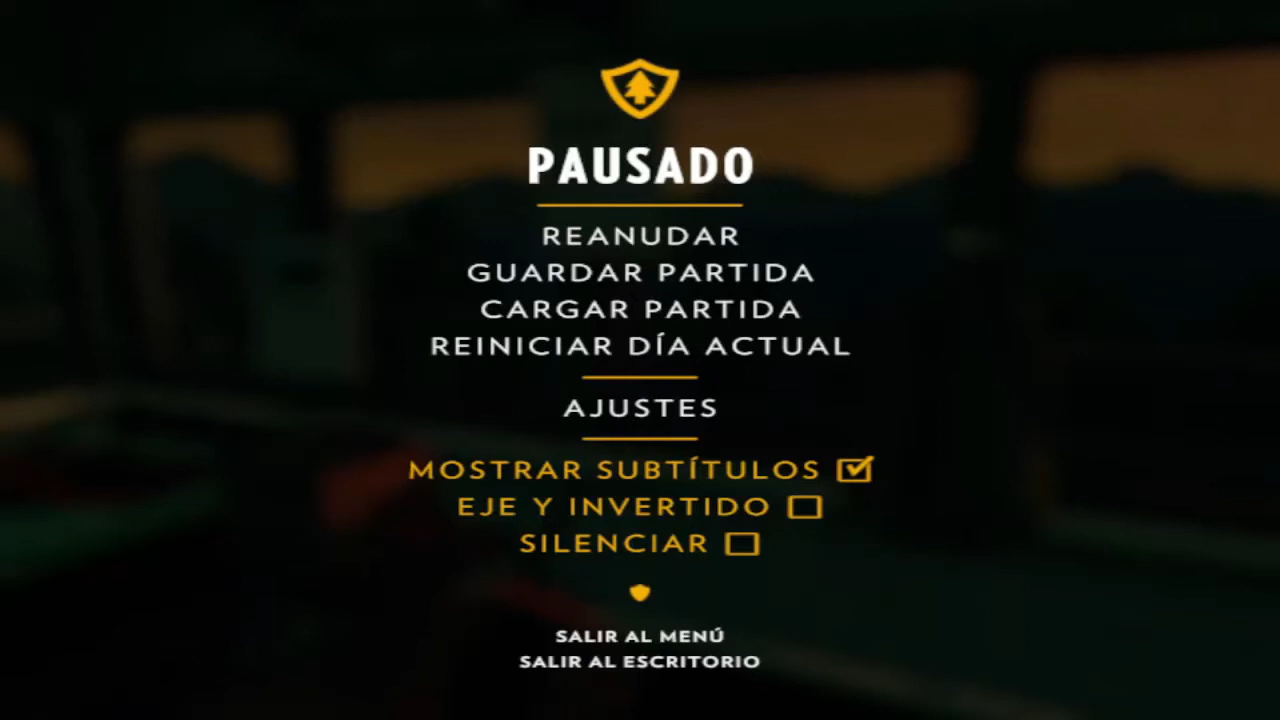 PAUSADO
REANUDAR
GUARDAR PARTIDA
CARGAR PARTIDA
REINICIAR DÍA ACTUAL
AJUSTES
MOSTRAR SUBTÍTULOS
EJE Y INVERTIDO
SILENCIAR
SALIR AL MENÚ
SALIR AL ESCRITORIO